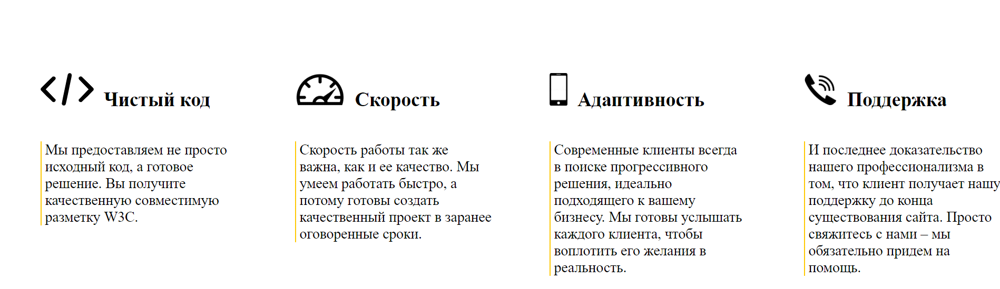 Чистый код
Мы предоставляем не просто
исходный код, а готовое
решение. Вы получите
качественную совместимую
разметку W3C.
Скорость
Скорость работы так же
важна, как и ее качество. Мы
умеем работать быстро, а
потому готовы создать
качественный проект в заранее
оговоренные сроки.
Адаптивность
Современные клиенты всегда
в поиске прогрессивного
решения, идеально
подходящего к вашему
бизнесу. Мы готовы услышать
каждого клиента, чтобы
воплотить его желания в
реальность.
Поддержка
И последнее доказательство
нашего профессионализма в
том, что клиент получает нашу
поддержку до конца
существования сайта. Просто
свяжитесь с нами – мы
обязательно придем на
помощь.